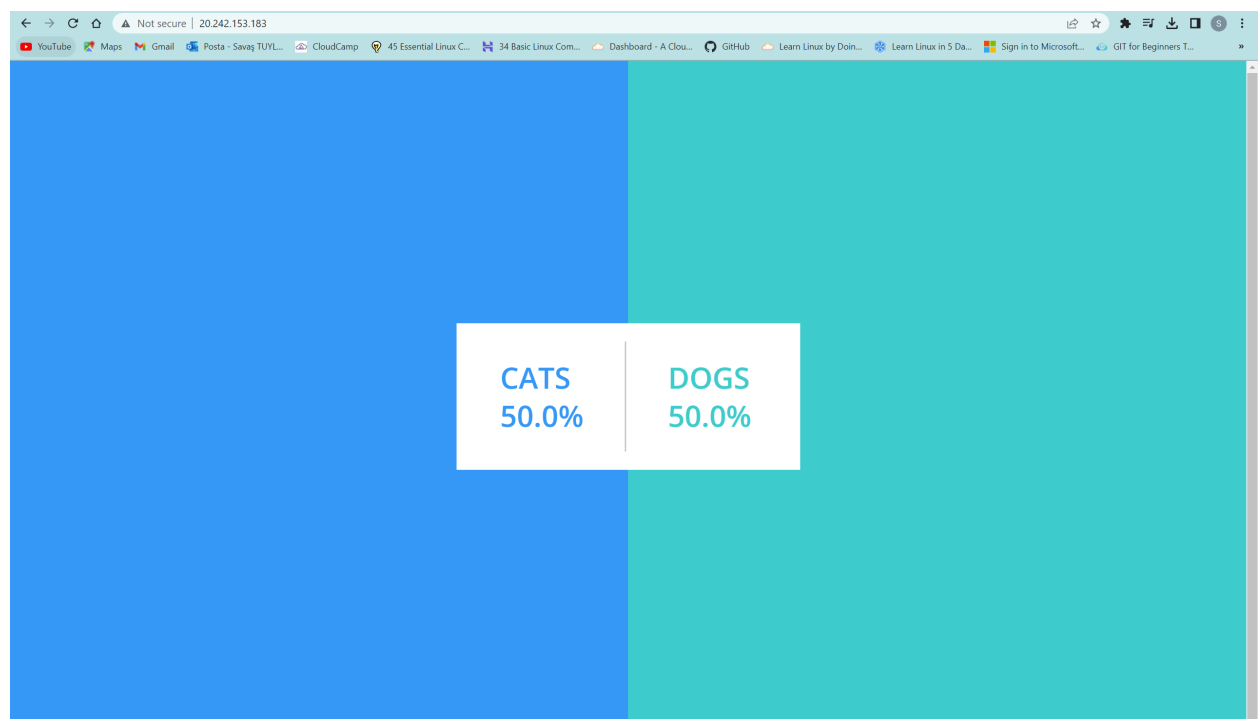 Not secure | 20.242.153.183
S
YouTube Maps Gmail Posta - Savaş TUYL... CloudCamp 45 Essential Linux C... 34 Basic Linux Com... Dashboard - A Clou... GitHub Learn Linux by Doin... Learn Linux in 5 Da... Sign in to Microsoft... GIT for Beginners T... »
CATS
50.0%
DOGS
50.0%